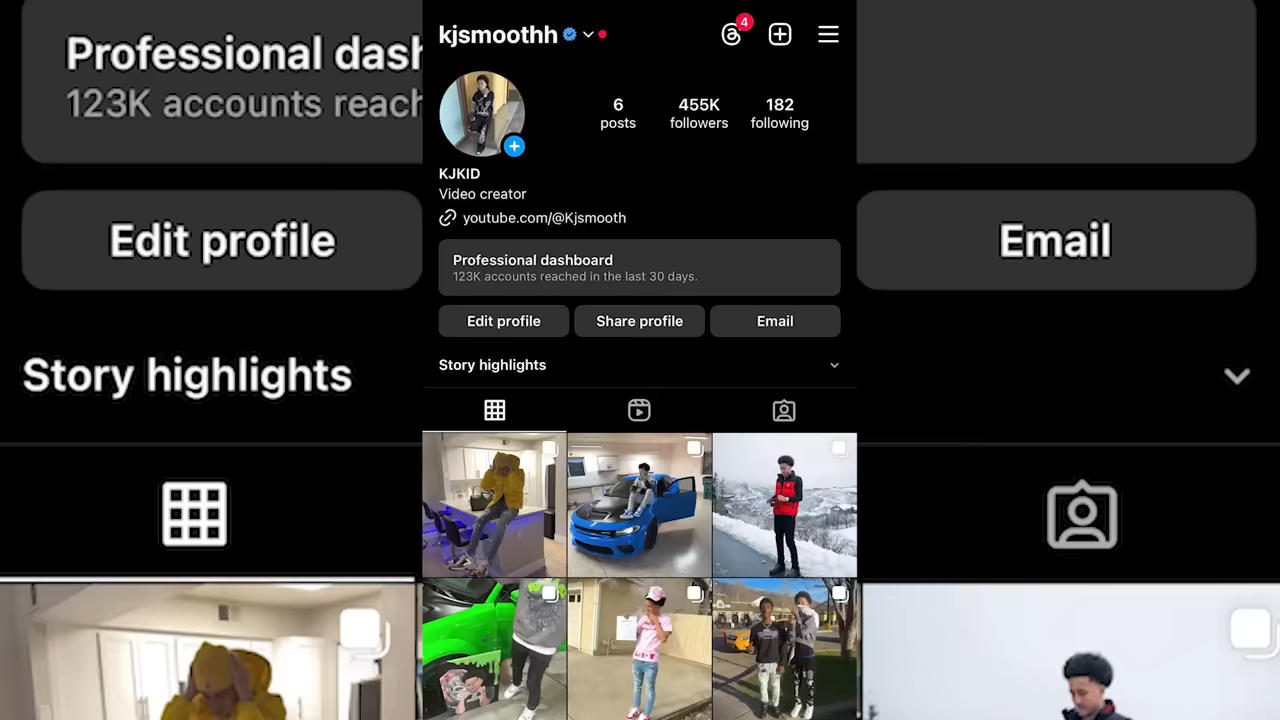 Professional dash
123K accounts reach
Edit profile
Story highlights
kjsmoothh
4
6
posts
455K
followers
182
following
KJKID
Video creator
youtube.com/@Kjsmooth
Professional dashboard
123K accounts reached in the last 30 days.
Edit profile
Share profile
Email
Story highlights
Email